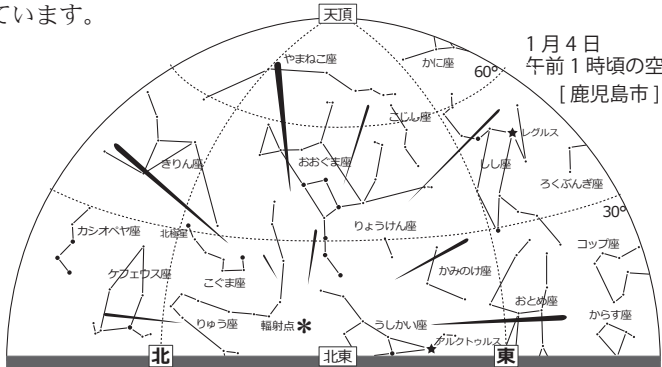 ています。
天頂
1月4日
午前1時頃の空
[鹿児島市]
やまねこ座
かに座
60°
こじし座
レグルス
きりん座
おおぐま座
しし座
ろくぶんぎ座
30°
カシオペヤ座
北極星
りょうけん座
コップ座
ケフェウス座
こぐま座
かみのけ座
おとめ座
りゅう座
輻射点
うしかい座
からす座
アルクトゥルス
北
北東
東